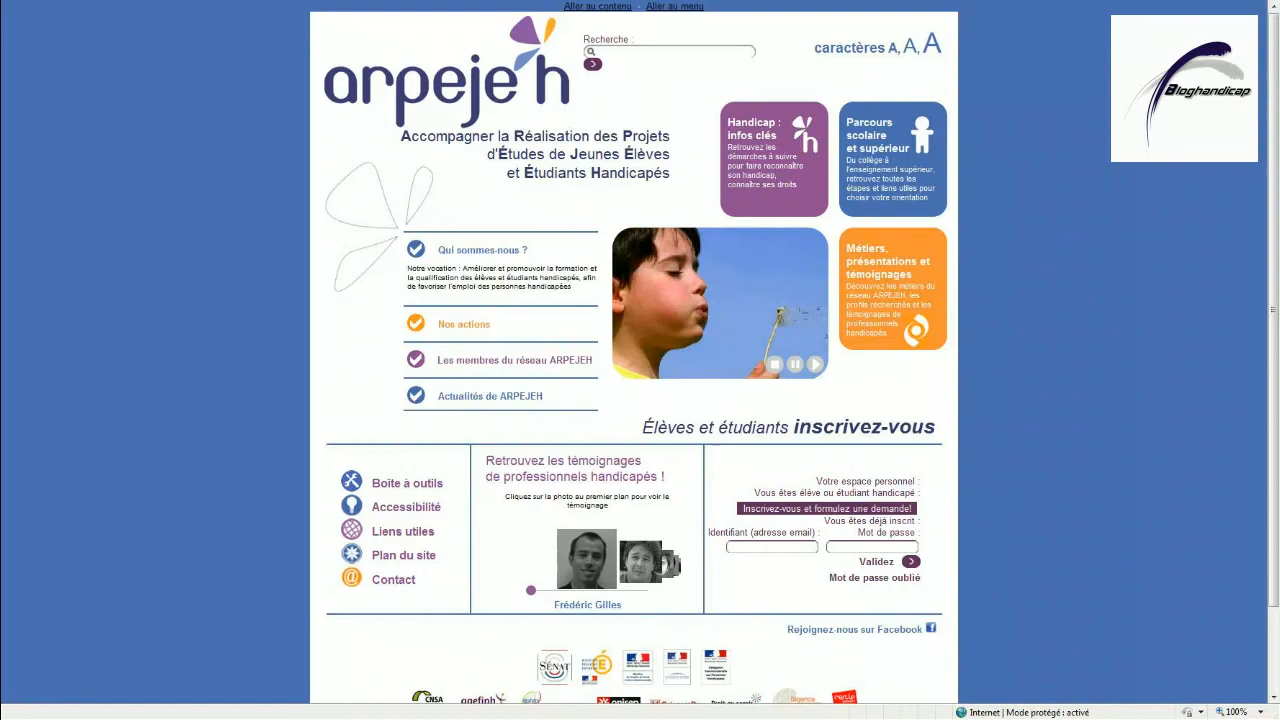 Aller au contenu - Aller au menu
arpeje'h
Accompagner la Réalisation des Projets
d'Études de Jeunes Élèves
et Étudiants Handicapés
Recherche :
caractères A, A, A
Bloghandicap
Handicap :
infos clés
Retrouvez les
démarches à suivre
pour faire reconnaître
son handicap,
connaître ses droits
Parcours
scolaire
et supérieur
Du collège à
l'enseignement supérieur,
retrouvez toutes les
étapes et liens utiles pour
choisir votre orientation
Qui sommes-nous ?
Notre vocation : Améliorer et promouvoir la formation et
la qualification des élèves et étudiants handicapés, afin
de favoriser l'emploi des personnes handicapées
Nos actions
Les membres du réseau ARPEJEH
Actualités de ARPEJEH
Métiers,
présentations et
témoignages
Découvrez les métiers du
réseau ARPEJEH, les
profils recherchés et les
témoignages de
professionnels
handicapés
Élèves et étudiants inscrivez-vous
Boite à outils
Accessibilité
Liens utiles
Plan du site
Contact
Retrouvez les témoignages
de professionnels handicapés !
Cliquez sur la photo au premier plan pour voir le
témoignage
Frédéric Gilles
Votre espace personnel :
Vous êtes élève ou étudiant handicapé :
Inscrivez-vous et formulez une demande!
Vous êtes déjà inscrit :
Identifiant (adresse email) :
Mot de passe :
Validez
Mot de passe oublié
Rejoignez-nous sur Facebook
SÉNAT
CNSA
agefiph
onisep
Internet | Mode protégé : activé
100%